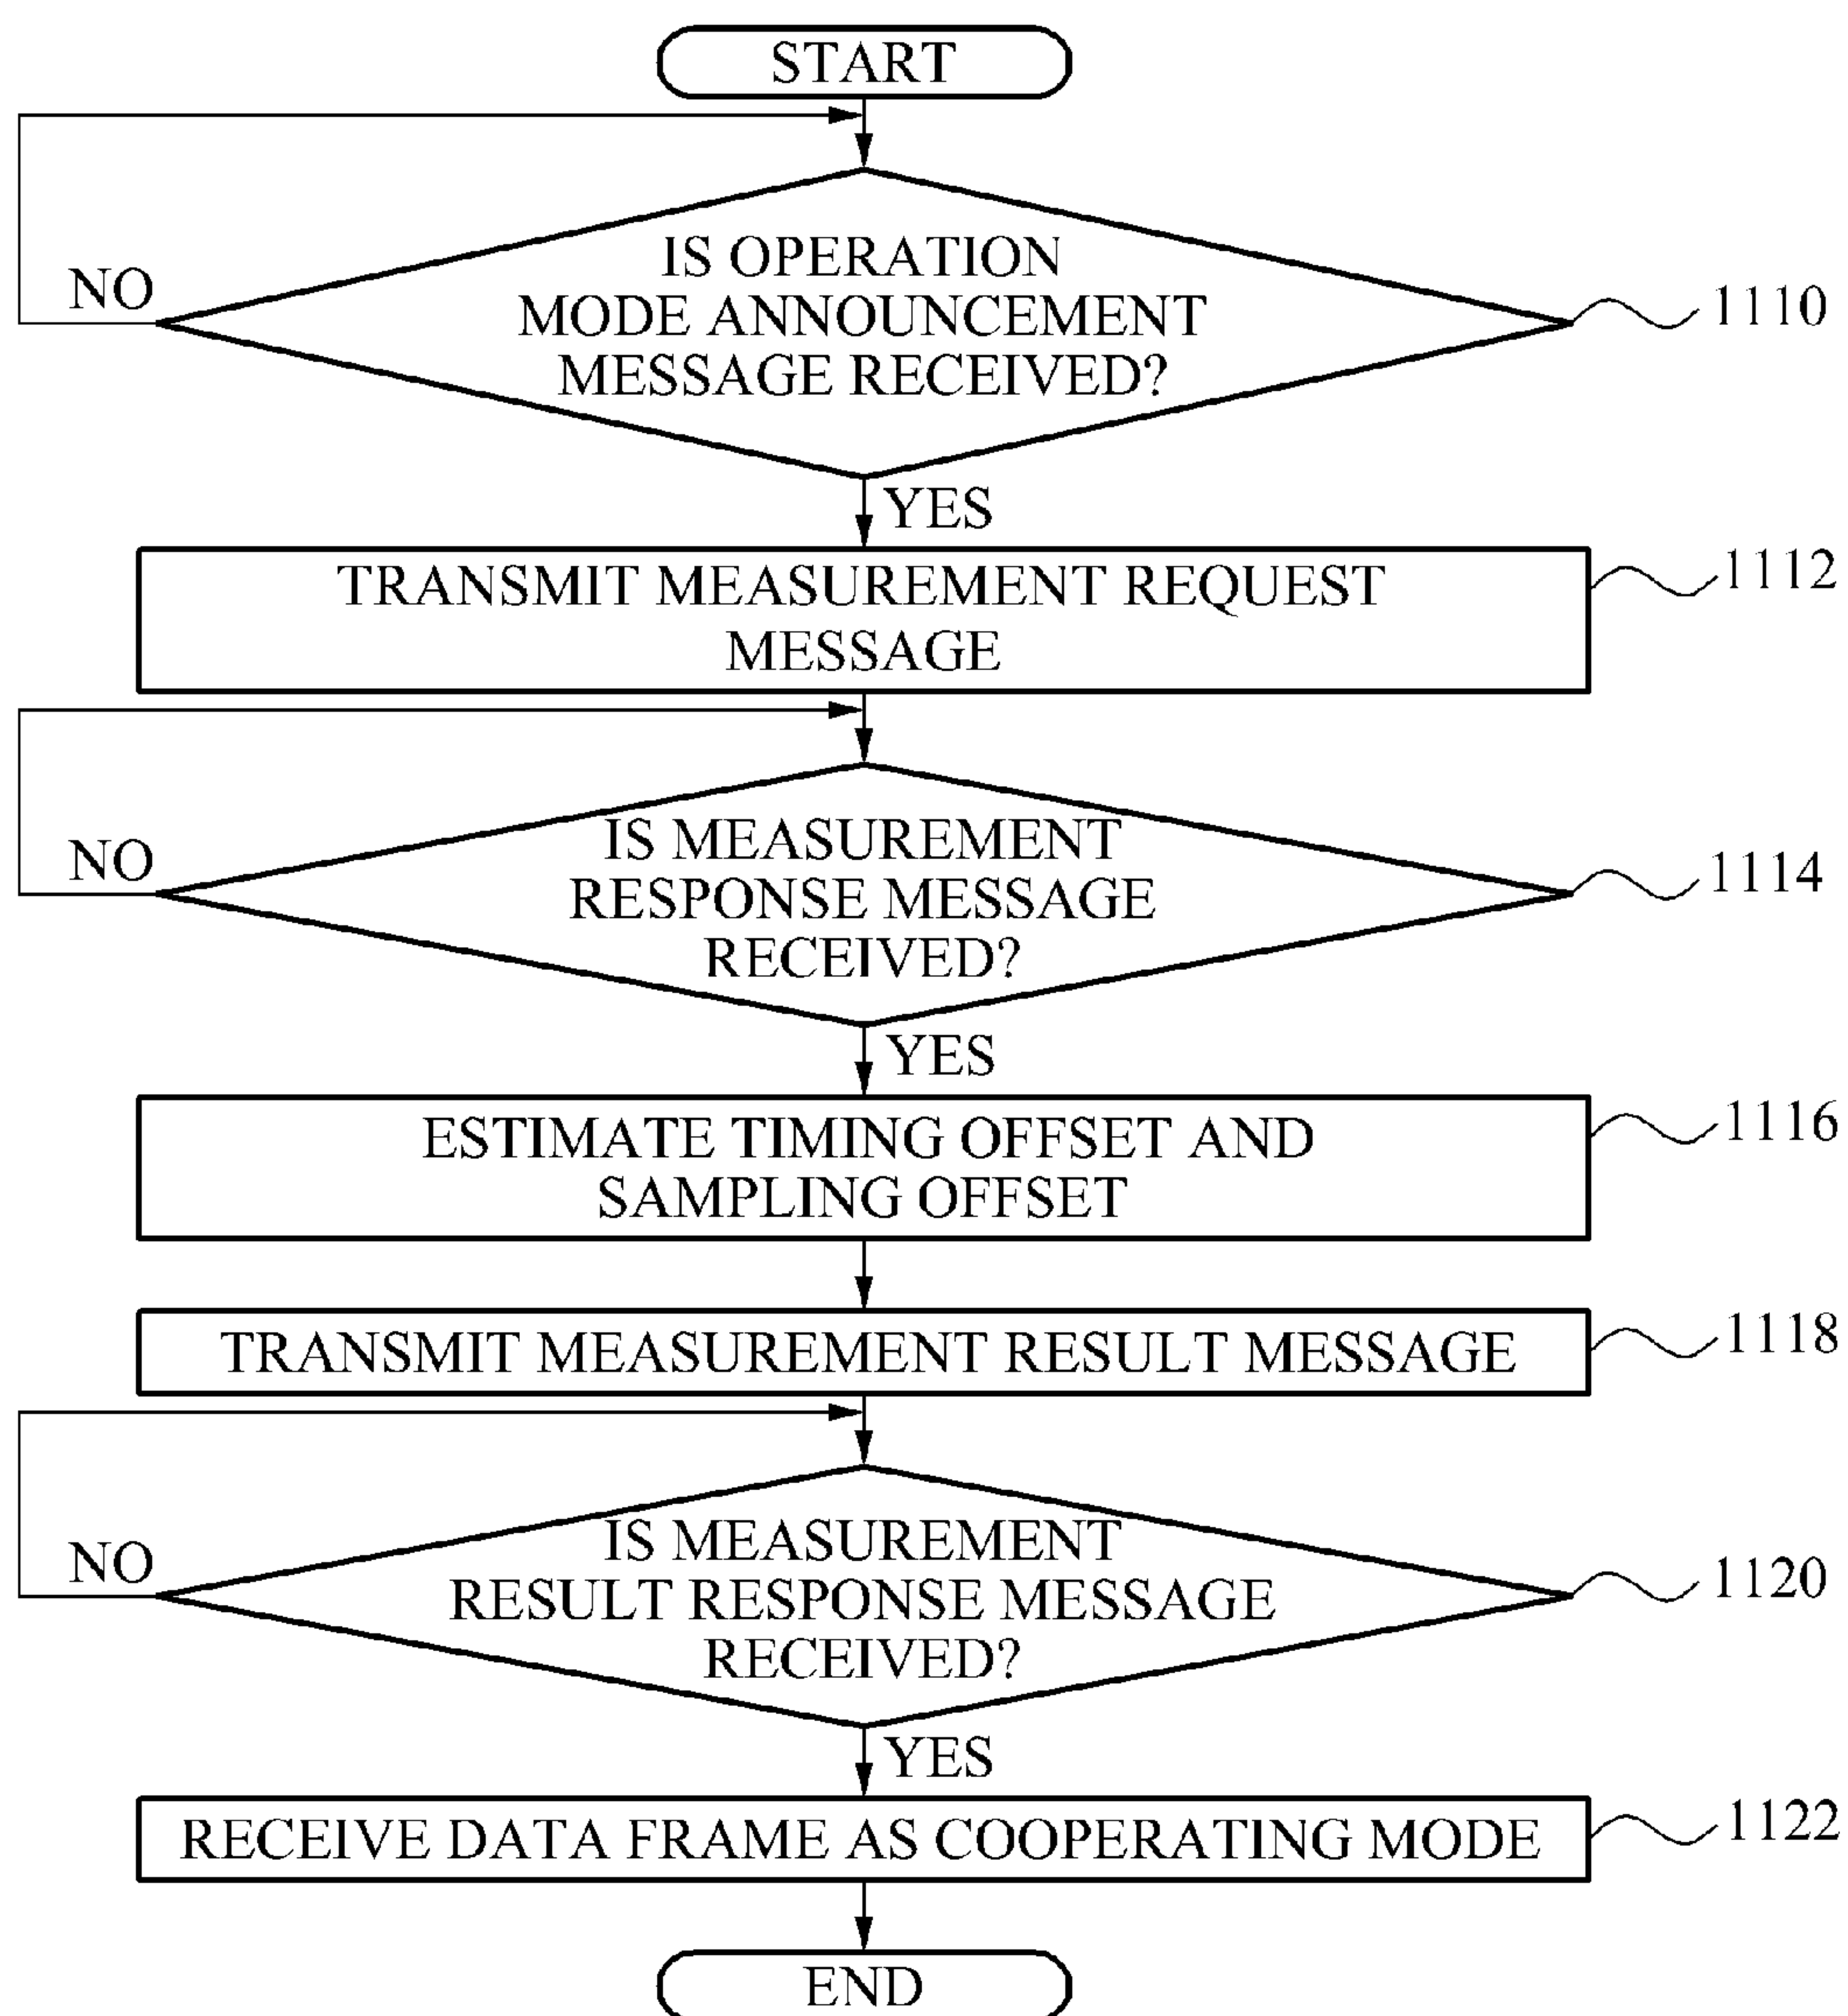 START
IS OPERATION
MODE ANNOUNCEMENT
MESSAGE RECEIVED?
NO
1110
YES
TRANSMIT MEASUREMENT REQUEST
MESSAGE
1112
IS MEASUREMENT
RESPONSE MESSAGE
RECEIVED?
NO
1114
YES
ESTIMATE TIMING OFFSET AND
SAMPLING OFFSET
1116
TRANSMIT MEASUREMENT RESULT MESSAGE
1118
IS MEASUREMENT
RESULT RESPONSE MESSAGE
RECEIVED?
NO
1120
YES
RECEIVE DATA FRAME AS COOPERATING MODE
1122
END